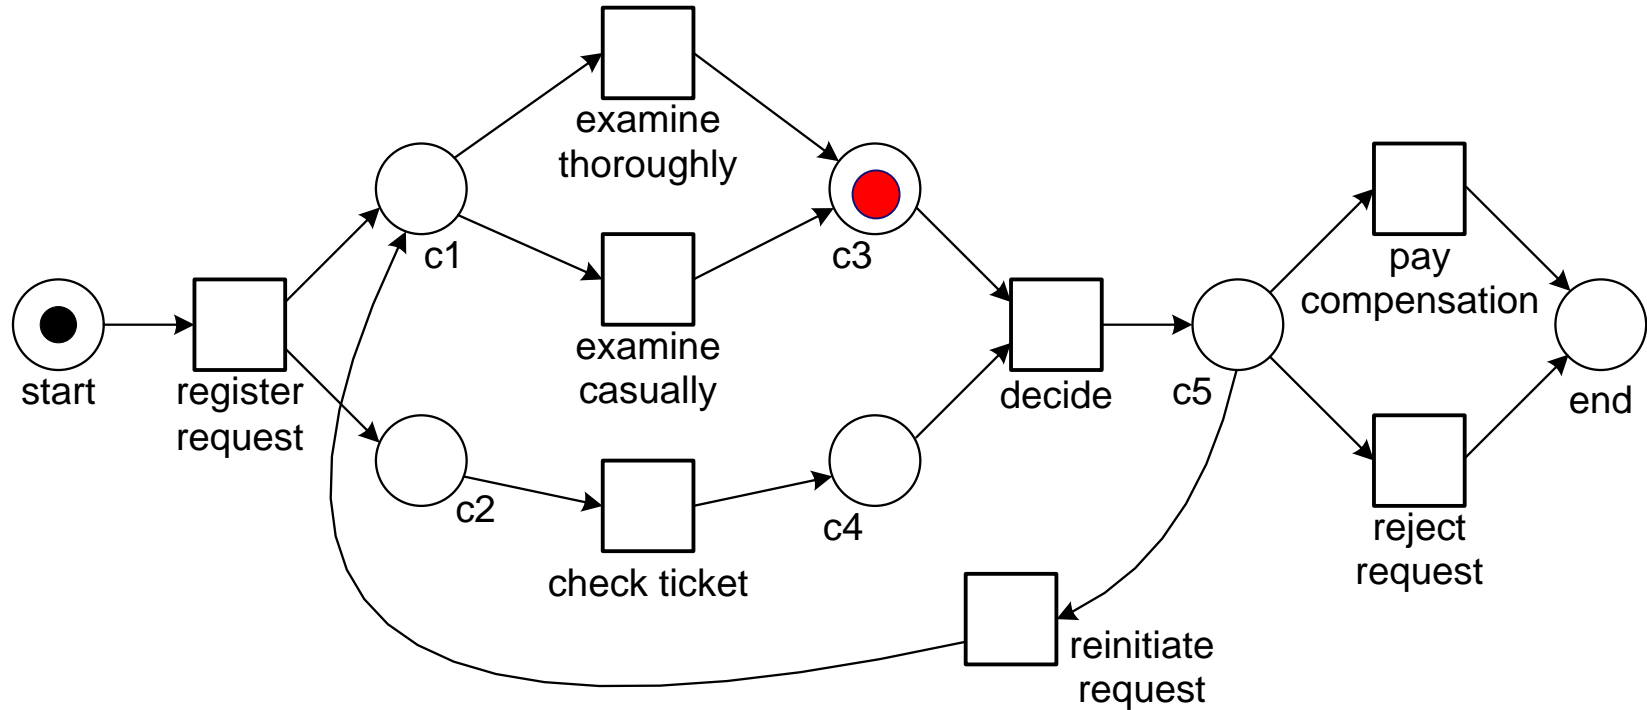 examine
thoroughly
c1
c3
pay
compensation
start
register
request
examine
casually
decide
c5
end
c2
c4
check ticket
reject
request
reinitiate
request